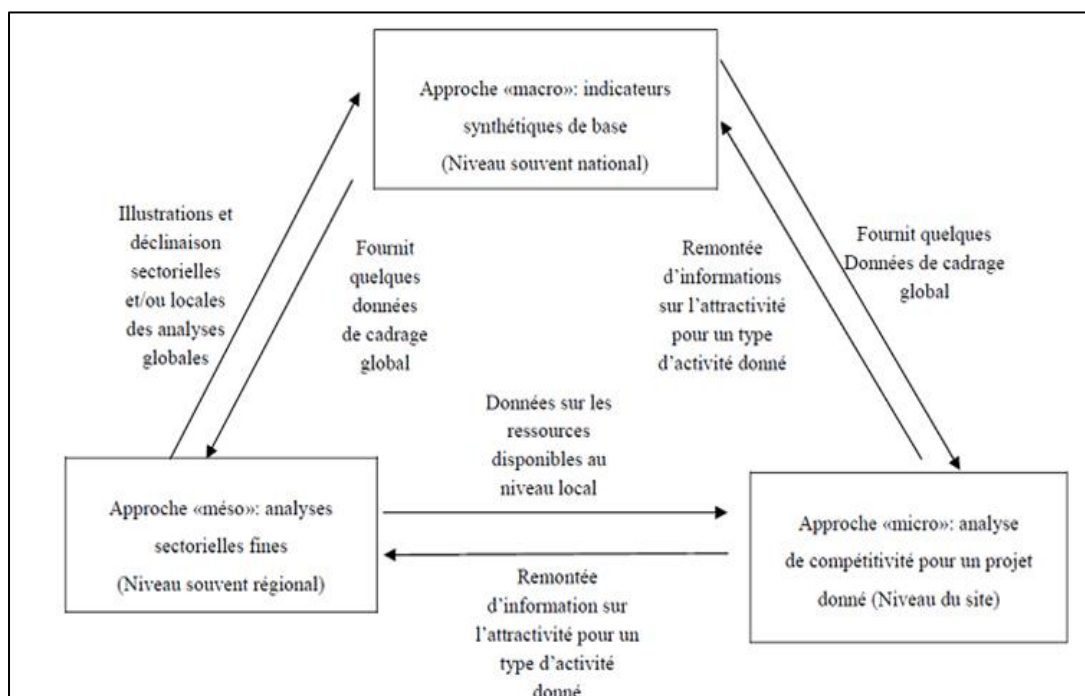 Approche «macro»: indicateurs
synthétiques de base
(Niveau souvent national)
Illustrations et
déclinaison
sectorielles
et/ou locales
des analyses
globales
Fournit
quelques
données
de cadrage
global
Remontée
d’informations
sur l’attractivité
pour un type
d’activité donné
Fournit quelques
Données de cadrage
global
Données sur les
ressources
disponibles au
niveau local
Approche «méso»: analyses
sectorielles fines
(Niveau souvent régional)
Approche «micro»: analyse
de compétitivité pour un projet
donné (Niveau du site)
Remontée
d’information sur
l’attractivité pour un
type d’activité
donné